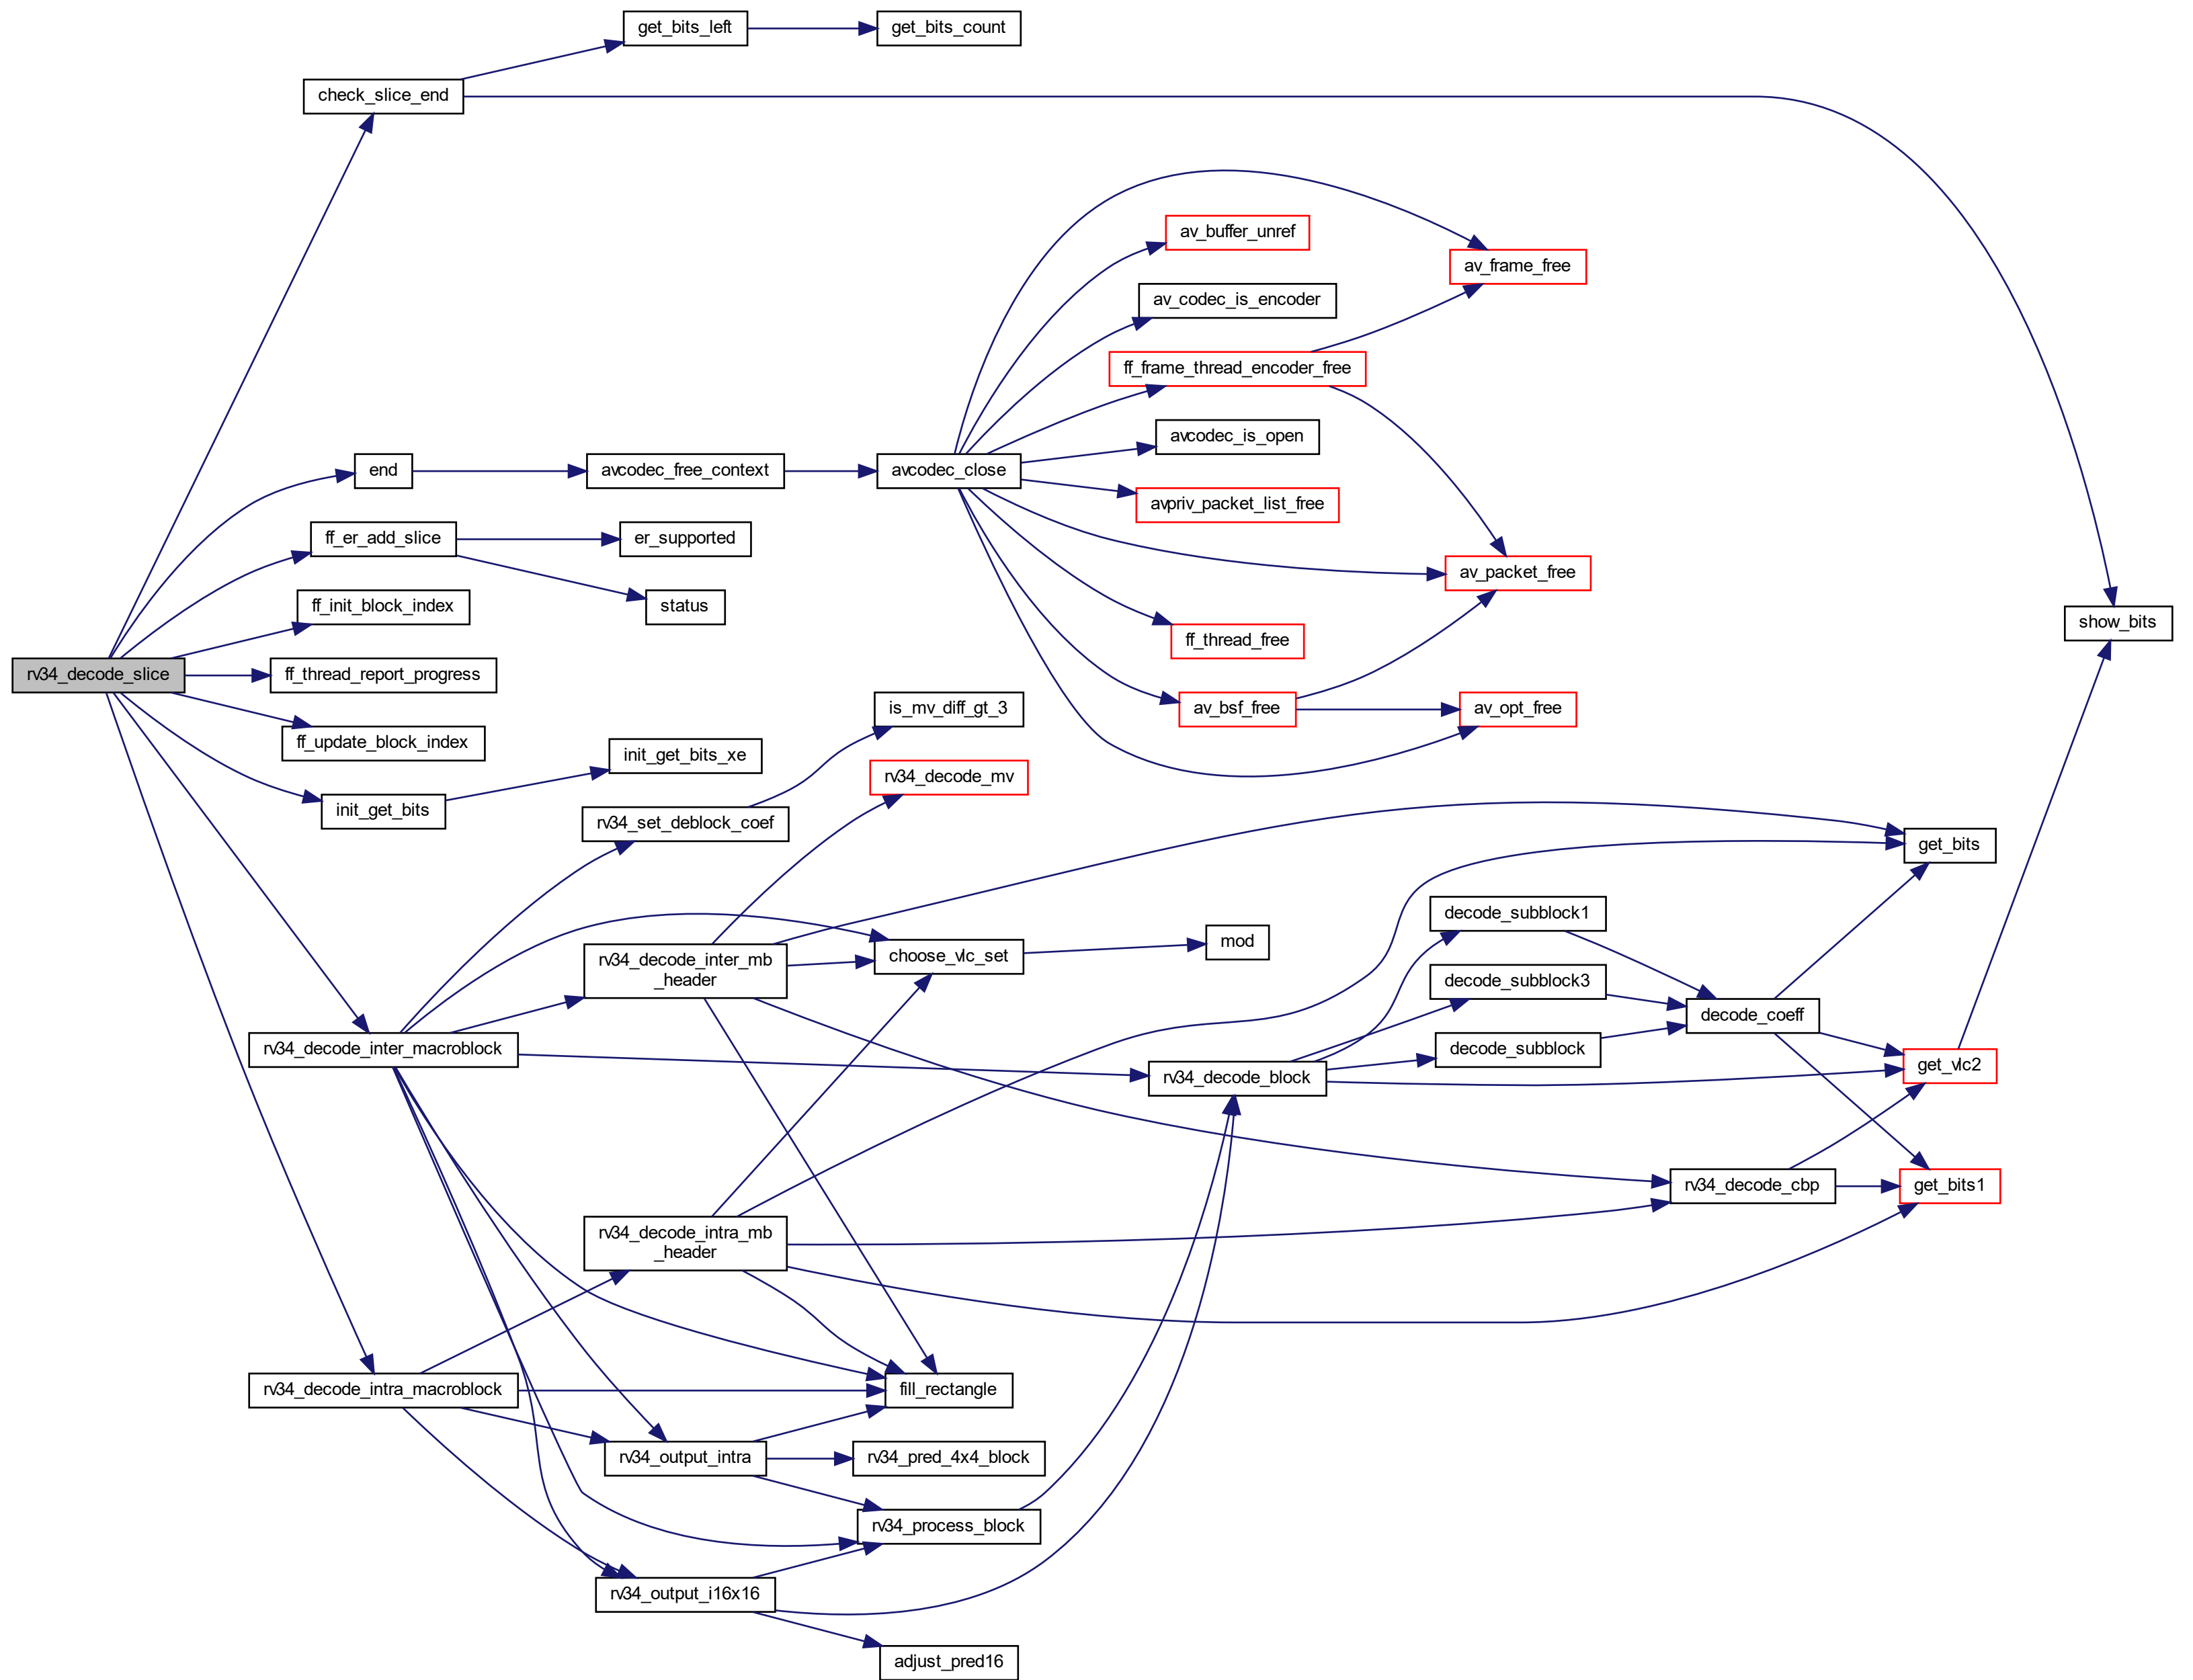 get_bits_left
get_bits_count
check_slice_end
av_buffer_unref
av_frame_free
av_codec_is_encoder
ff_frame_thread_encoder_free
avcodec_is_open
end
avcodec_free_context
avcodec_close
avpriv_packet_list_free
ff_er_add_slice
er_supported
av_packet_free
ff_init_block_index
status
show_bits
ff_thread_free
rv34_decode_slice
ff_thread_report_progress
av_bsf_free
av_opt_free
is_mv_diff_gt_3
ff_update_block_index
init_get_bits_xe
rv34_decode_mv
init_get_bits
rv34_set_deblock_coef
get_bits
decode_subblock1
mod
rv34_decode_inter_mb
_header
choose_vlc_set
decode_subblock3
decode_coeff
rv34_decode_inter_macroblock
decode_subblock
get_vlc2
rv34_decode_block
rv34_decode_cbp
get_bits1
rv34_decode_intra_mb
_header
rv34_decode_intra_macroblock
fill_rectangle
rv34_output_intra
rv34_pred_4x4_block
rv34_process_block
rv34_output_i16x16
adjust_pred16